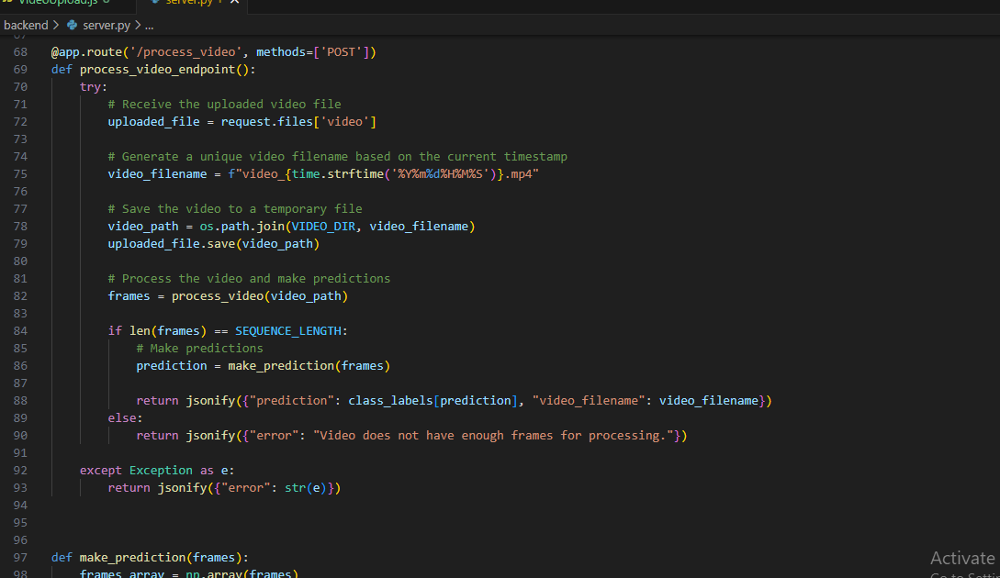 VideoUpload.js 6
server.py
backend > server.py > ...
67
68 @app.route('/process_video', methods=['POST'])
69 def process_video_endpoint():
70     try:
71         # Receive the uploaded video file
72         uploaded_file = request.files['video']
73
74         # Generate a unique video filename based on the current timestamp
75         video_filename = f"video_{time.strftime('%Y%m%d%H%M%S')}.mp4"
76
77         # Save the video to a temporary file
78         video_path = os.path.join(VIDEO_DIR, video_filename)
79         uploaded_file.save(video_path)
80
81         # Process the video and make predictions
82         frames = process_video(video_path)
83
84         if len(frames) == SEQUENCE_LENGTH:
85             # Make predictions
86             prediction = make_prediction(frames)
87
88             return jsonify({"prediction": class_labels[prediction], "video_filename": video_filename})
89         else:
90             return jsonify({"error": "Video does not have enough frames for processing."})
91
92     except Exception as e:
93         return jsonify({"error": str(e)})
94
95
96
97 def make_prediction(frames):
98     frames_array = np.array(frames)
Activate
Go to Setti